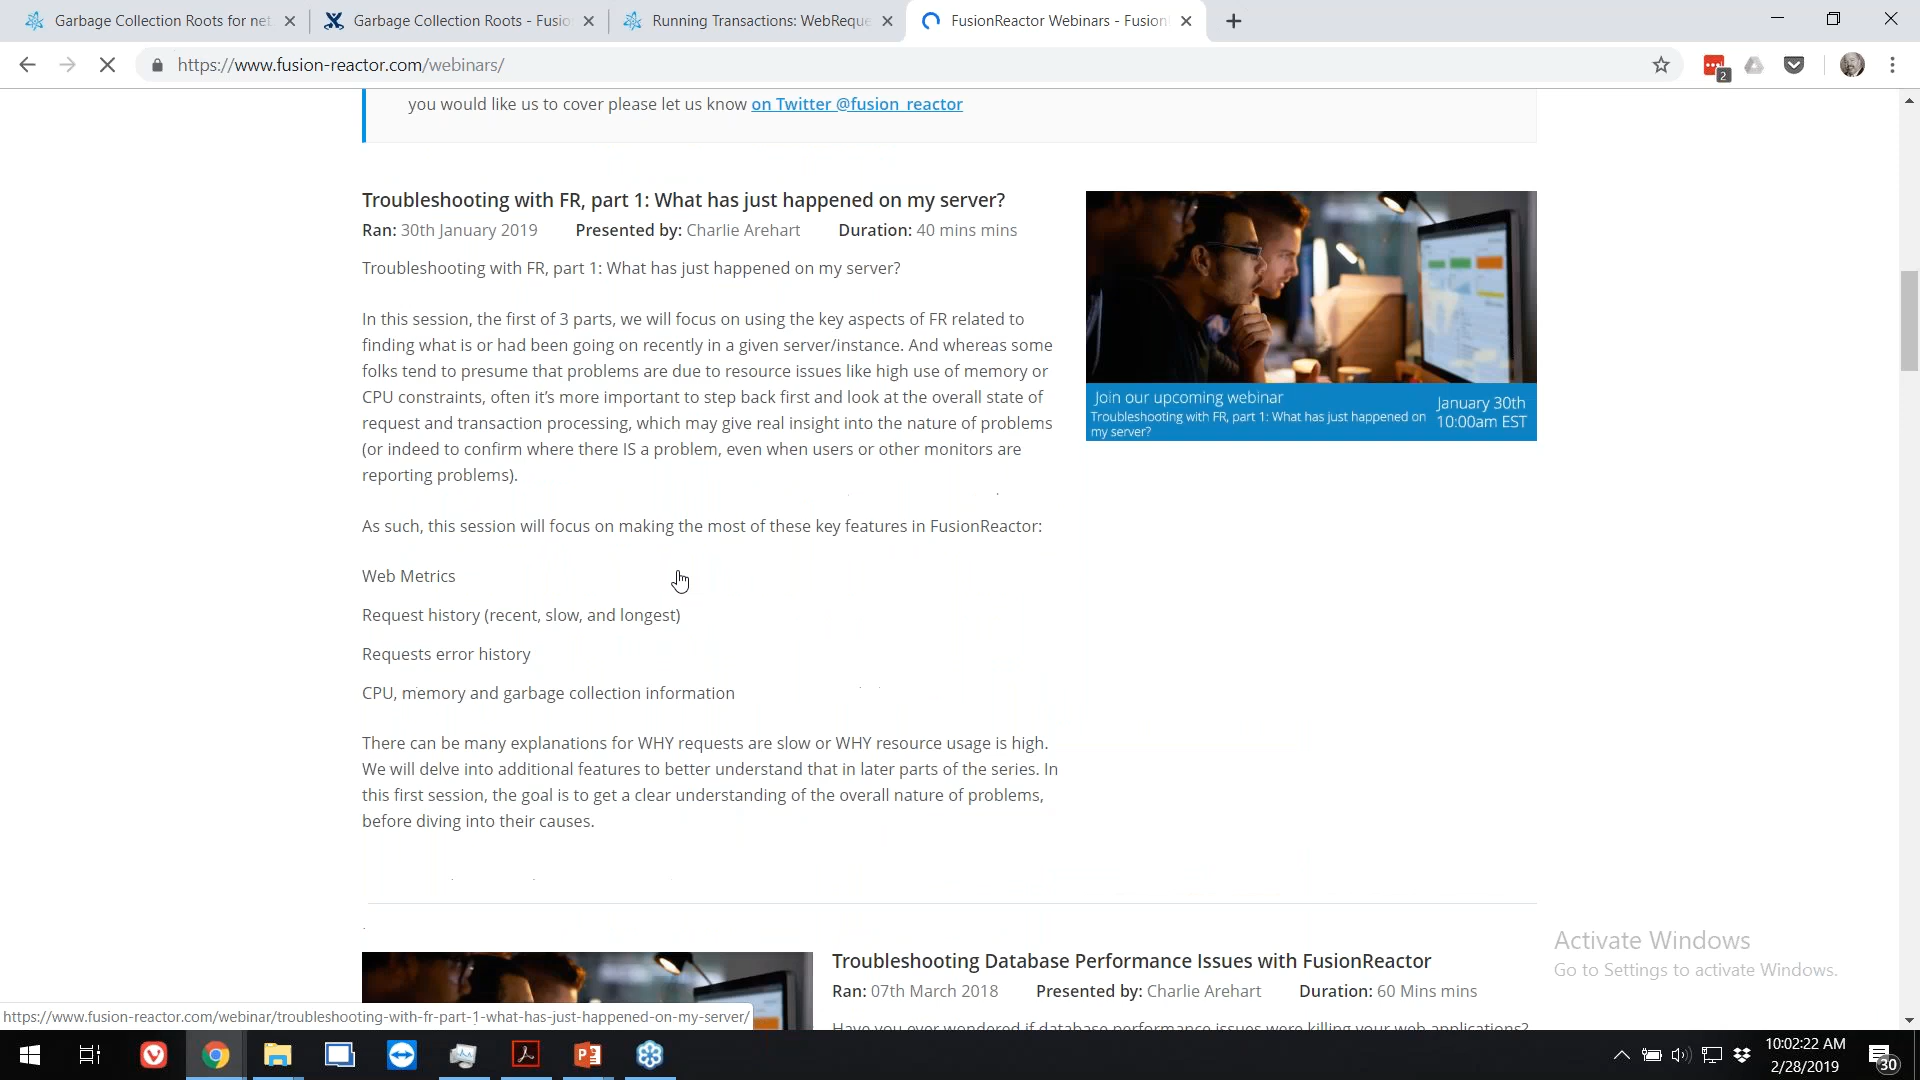 Garbage Collection Roots for net
Garbage Collection Roots - Fusio
Running Transactions: WebReque
FusionReactor Webinars - Fusion
https://www.fusion-reactor.com/webinars/
2
you would like us to cover please let us know on Twitter @fusion_reactor
Troubleshooting with FR, part 1: What has just happened on my server?
Ran: 30th January 2019 Presented by: Charlie Arehart Duration: 40 mins mins
Troubleshooting with FR, part 1: What has just happened on my server?
In this session, the first of 3 parts, we will focus on using the key aspects of FR related to
finding what is or had been going on recently in a given server/instance. And whereas some
folks tend to presume that problems are due to resource issues like high use of memory or
CPU constraints, often it's more important to step back first and look at the overall state of
request and transaction processing, which may give real insight into the nature of problems
(or indeed to confirm where there IS a problem, even when users or other monitors are
reporting problems).
As such, this session will focus on making the most of these key features in FusionReactor:
Web Metrics
Request history (recent, slow, and longest)
Requests error history
CPU, memory and garbage collection information
There can be many explanations for WHY requests are slow or WHY resource usage is high.
We will delve into additional features to better understand that in later parts of the series. In
this first session, the goal is to get a clear understanding of the overall nature of problems,
before diving into their causes.
Join our upcoming webinar
Troubleshooting with FR, part 1: What has just happened on
my server?
January 30th
10:00am EST
Troubleshooting Database Performance Issues with FusionReactor
Ran: 07th March 2018 Presented by: Charlie Arehart Duration: 60 Mins mins
Have you ever wondered if database performance issues were killing your web applications?
Activate Windows
Go to Settings to activate Windows.
https://www.fusion-reactor.com/webinar/troubleshooting-with-fr-part-1-what-has-just-happened-on-my-server/
10:02:22 AM
2/28/2019
30